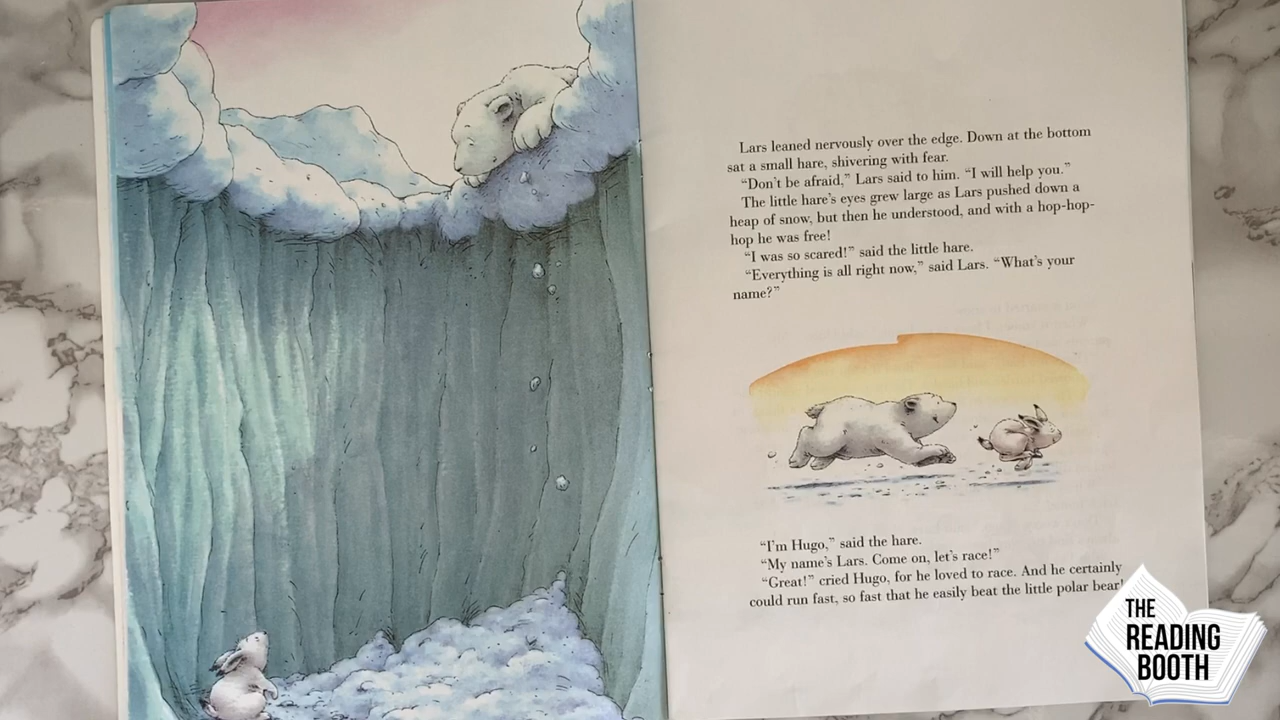 Lars leaned nervously over the edge. Down at the bottom
sat a small hare, shivering with fear.
“Don’t be afraid,” Lars said to him. “I will help you.”
The little hare’s eyes grew large as Lars pushed down a
heap of snow, but then he understood, and with a hop-hop-
hop he was free!
“I was so scared!” said the little hare.
“Everything is all right now,” said Lars. “What’s your
name?”
“I’m Hugo,” said the hare.
“My name’s Lars. Come on, let’s race!”
“Great!” cried Hugo, for he loved to race. And he certainly
could run fast, so fast that he easily beat the little polar bear!
THE
READING
BOOTH